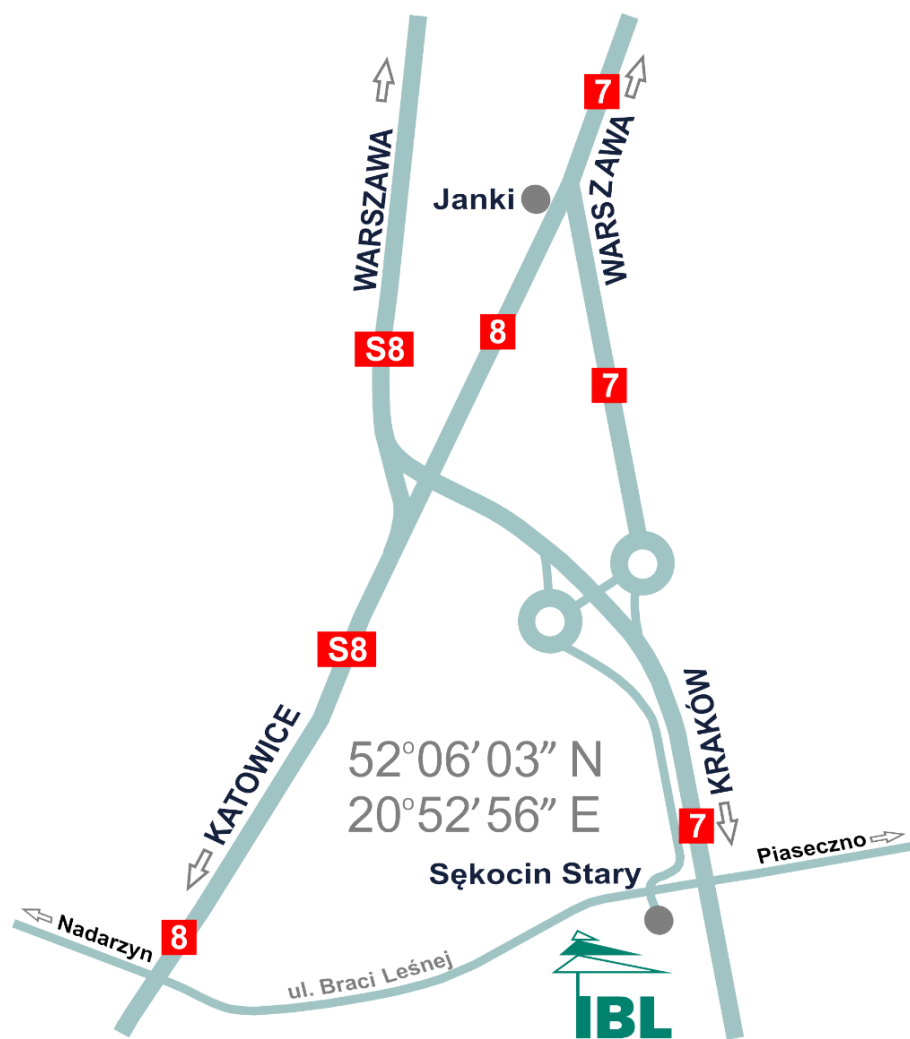 7
WARSZAWA
WARSZAWA
Janki
8
S8
7
S8
KRAKÓW
KATOWICE
52°06′03″ N
20°52′56″ E
7
Piaseczno
Sękocin Stary
8
Nadarzyn
ul. Braci Leśnej
IBL